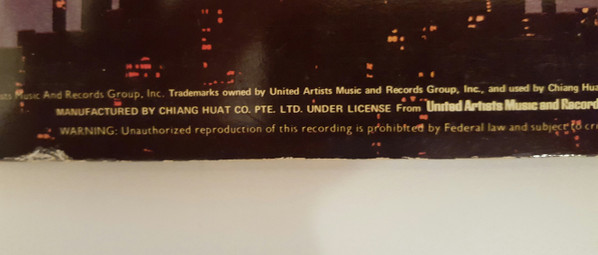 Music And Records Group, Inc. Trademarks owned by United Artists Music and Records Group, Inc., and used by Chiang Hua
MANUFACTURED BY CHIANG HUAT CO. PTE. LTD. UNDER LICENSE From United Artists Music and Record
WARNING: Unauthorized reproduction of this recording is prohibited by Federal law and subject to cr